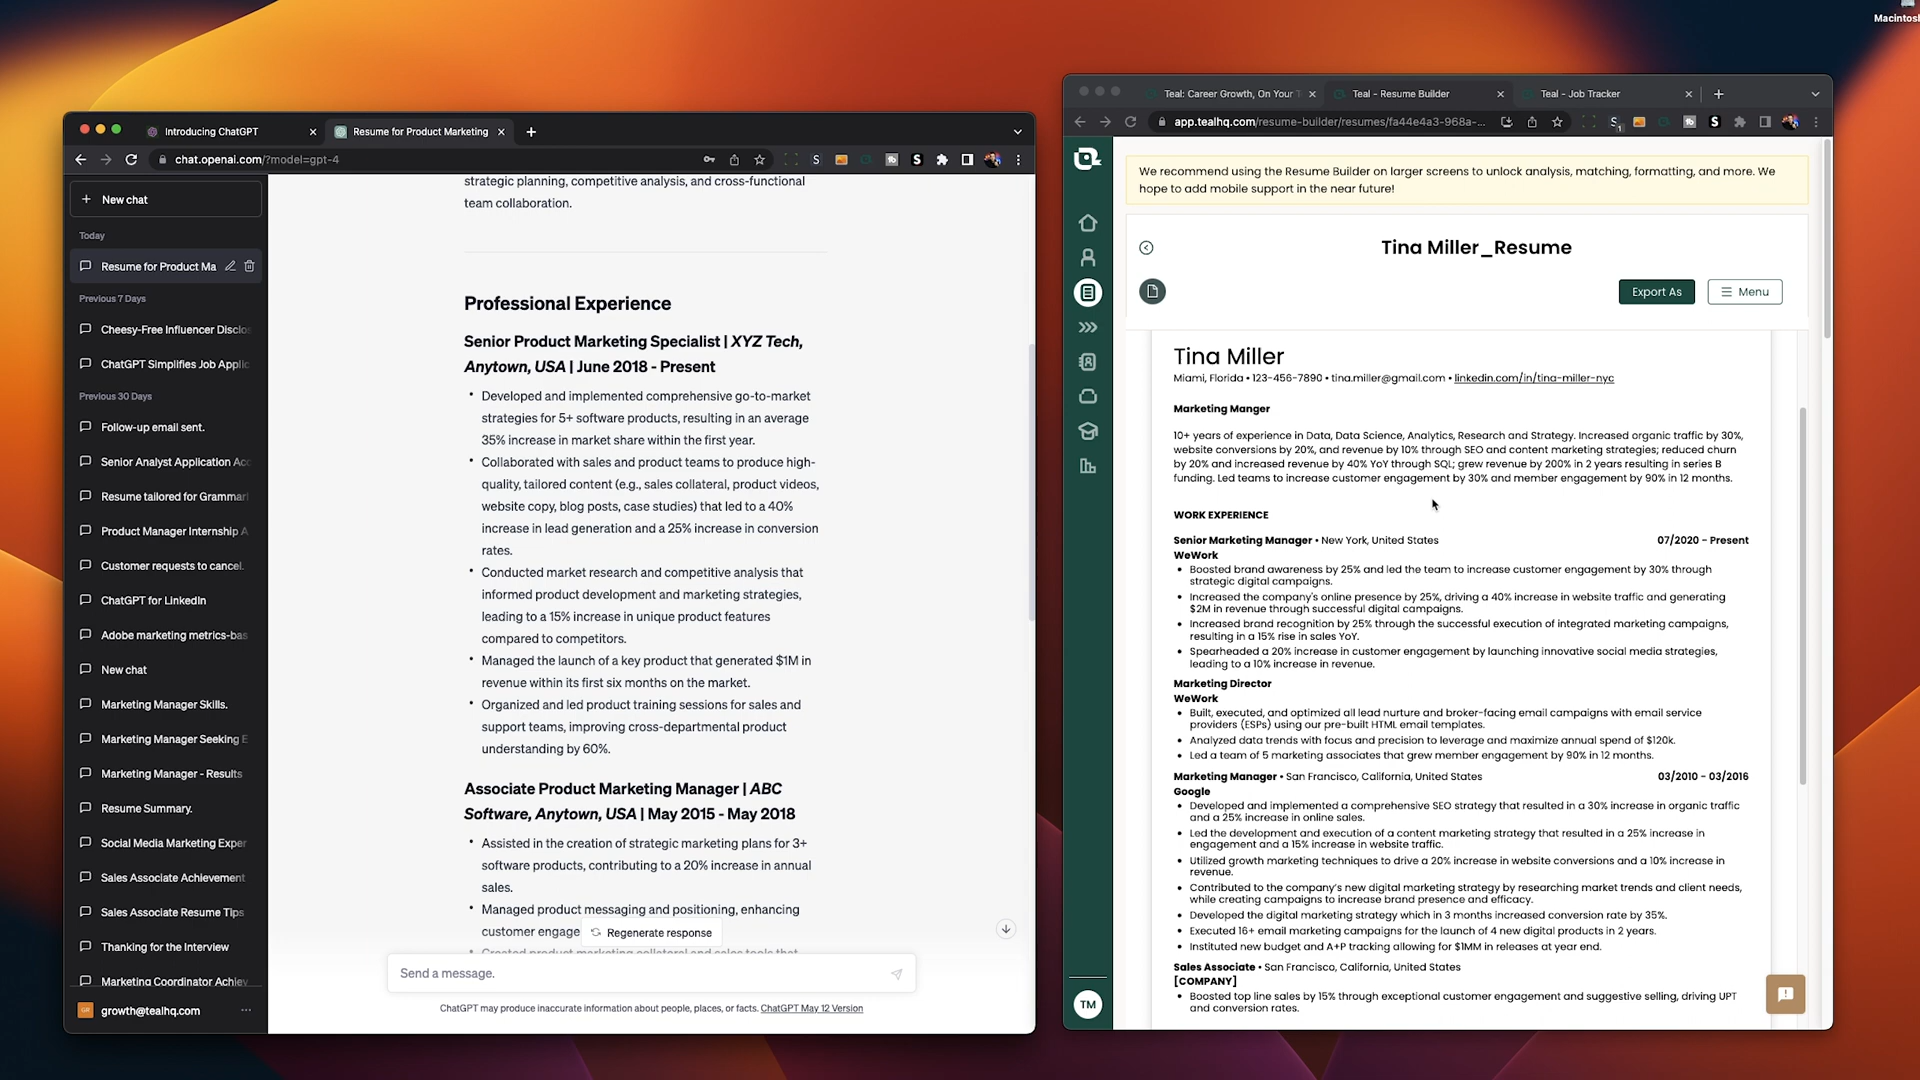 Macintosh
Introducing ChatGPT
Resume for Product Marketing
chat.openai.com/?model=gpt-4
New chat
Today
Resume for Product Ma
Previous 7 Days
Cheesy-Free Influencer Disclo
ChatGPT Simplifies Job Applic
Previous 30 Days
Follow-up email sent.
Senior Analyst Application Acc
Resume tailored for Grammar
Product Manager Internship A
Customer requests to cancel.
ChatGPT for LinkedIn
Adobe marketing metrics-bas
New chat
Marketing Manager Skills.
Marketing Manager Seeking E
Marketing Manager - Results
Resume Summary.
Social Media Marketing Exper
Sales Associate Achievement
Sales Associate Resume Tips
Thanking for the Interview
Marketing Coordinator Achiev
GR
growth@tealhq.com
strategic planning, competitive analysis, and cross-functional
team collaboration.
Professional Experience
Senior Product Marketing Specialist | XYZ Tech,
Anytown, USA | June 2018 - Present
• Developed and implemented comprehensive go-to-market
strategies for 5+ software products, resulting in an average
35% increase in market share within the first year.
• Collaborated with sales and product teams to produce high-
quality, tailored content (e.g., sales collateral, product videos,
website copy, blog posts, case studies) that led to a 40%
increase in lead generation and a 25% increase in conversion
rates.
• Conducted market research and competitive analysis that
informed product development and marketing strategies,
leading to a 15% increase in unique product features
compared to competitors.
• Managed the launch of a key product that generated $1M in
revenue within its first six months on the market.
• Organized and led product training sessions for sales and
support teams, improving cross-departmental product
understanding by 60%.
Associate Product Marketing Manager | ABC
Software, Anytown, USA | May 2015 - May 2018
• Assisted in the creation of strategic marketing plans for 3+
software products, contributing to a 20% increase in annual
sales.
• Managed product messaging and positioning, enhancing
customer engage
Regenerate response
• Created product marketing collateral and sales tools that
Send a message.
ChatGPT may produce inaccurate information about people, places, or facts. ChatGPT May 12 Version
Teal: Career Growth, On Your T
Teal - Resume Builder
Teal - Job Tracker
app.tealhq.com/resume-builder/resumes/fa44e4a3-968a-...
We recommend using the Resume Builder on larger screens to unlock analysis, matching, formatting, and more. We
hope to add mobile support in the near future!
Tina Miller_Resume
Export As
Menu
Tina Miller
Miami, Florida • 123-456-7890 • tina.miller@gmail.com • linkedin.com/in/tina-miller-nyc
Marketing Manger
10+ years of experience in Data, Data Science, Analytics, Research and Strategy. Increased organic traffic by 30%,
website conversions by 20%, and revenue by 10% through SEO and content marketing strategies; reduced churn
by 20% and increased revenue by 40% YoY through SQL; grew revenue by 200% in 2 years resulting in series B
funding. Led teams to increase customer engagement by 30% and member engagement by 90% in 12 months.
WORK EXPERIENCE
Senior Marketing Manager • New York, United States 07/2020 - Present
WeWork
• Boosted brand awareness by 25% and led the team to increase customer engagement by 30% through
strategic digital campaigns.
• Increased the company's online presence by 25%, driving a 40% increase in website traffic and generating
$2M in revenue through successful digital campaigns.
• Increased brand recognition by 25% through the successful execution of integrated marketing campaigns,
resulting in a 15% rise in sales YoY.
• Spearheaded a 20% increase in customer engagement by launching innovative social media strategies,
leading to a 10% increase in revenue.
Marketing Director
WeWork
• Built, executed, and optimized all lead nurture and broker-facing email campaigns with email service
providers (ESPs) using our pre-built HTML email templates.
• Analyzed data trends with focus and precision to leverage and maximize annual spend of $120k.
• Led a team of 5 marketing associates that grew member engagement by 90% in 12 months.
Marketing Manager • San Francisco, California, United States 03/2010 - 03/2016
Google
• Developed and implemented a comprehensive SEO strategy that resulted in a 30% increase in organic traffic
and a 25% increase in online sales.
• Led the development and execution of a content marketing strategy that resulted in a 25% increase in
engagement and a 15% increase in website traffic.
• Utilized growth marketing techniques to drive a 20% increase in website conversions and a 10% increase in
revenue.
• Contributed to the company's new digital marketing strategy by researching market trends and client needs,
while creating campaigns to increase brand presence and efficacy.
• Developed the digital marketing strategy which in 3 months increased conversion rate by 35%.
• Executed 16+ email marketing campaigns for the launch of 4 new digital products in 2 years.
• Instituted new budget and A+P tracking allowing for $1MM in releases at year end.
Sales Associate • San Francisco, California, United States
[COMPANY]
• Boosted top line sales by 15% through exceptional customer engagement and suggestive selling, driving UPT
and conversion rates.
TM